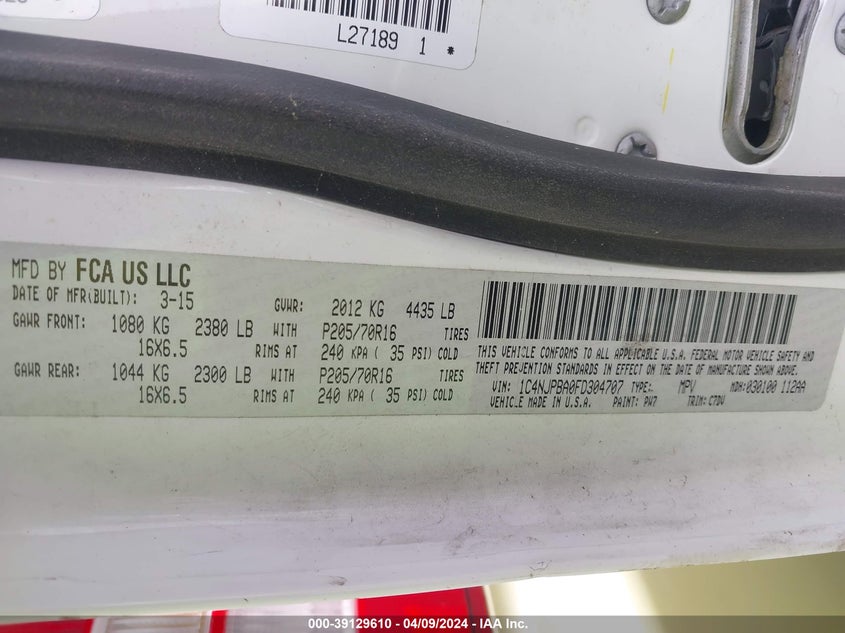 L27189 1 *
MFD BY FCA US LLC
DATE OF MFR(BUILT): 3-15 GVWR: 2012 KG 4435 LB
GAWR FRONT: 1080 KG 2380 LB WITH P205/70R16 TIRES
16X6.5 RIMS AT 240 KPA ( 35 PSI) COLD
GAWR REAR: 1044 KG 2300 LB WITH P205/70R16 TIRES
16X6.5 RIMS AT 240 KPA ( 35 PSI) COLD
THIS VEHICLE CONFORMS TO ALL APPLICABLE U.S.A. FEDERAL MOTOR VEHICLE SAFETY AND
THEFT PREVENTION STANDARDS IN EFFECT ON THE DATE OF MANUFACTURE SHOWN ABOVE.
VIN: 1C4NJPBA0FD304707 TYPE: MPV MDH:030100 112AA
VEHICLE MADE IN U.S.A. PAINT: PW7 TRIM: C7DV
000-39129610 - 04/09/2024 - IAA Inc.